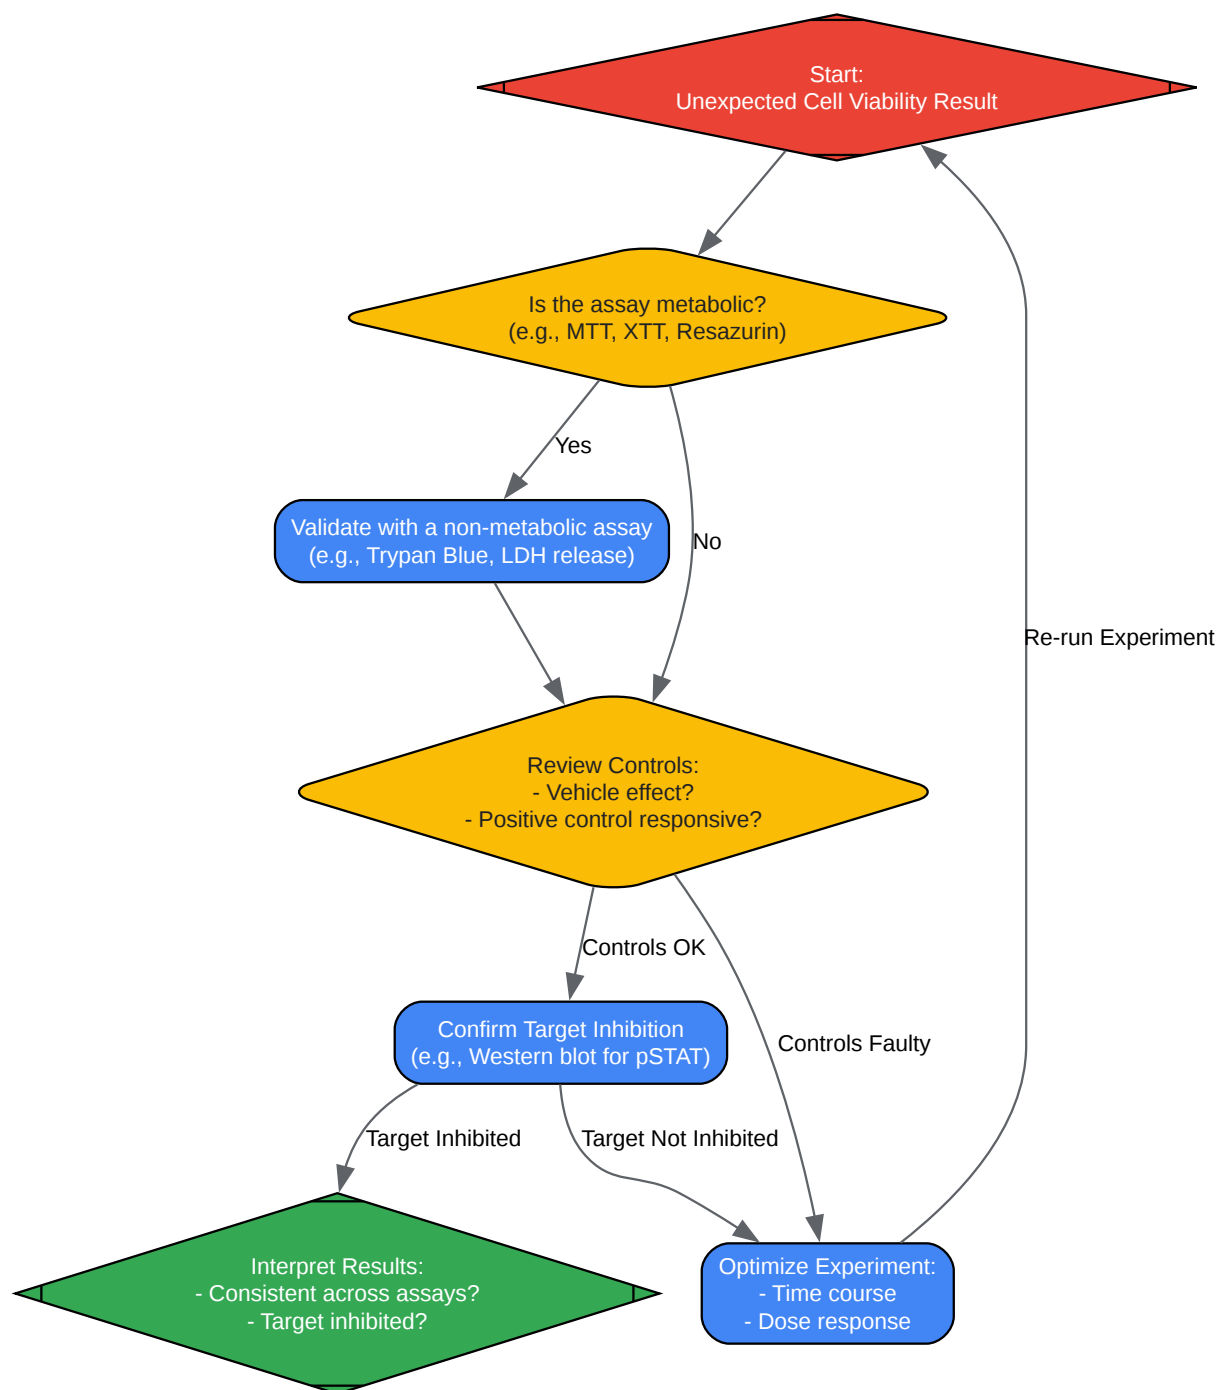 Start:
Unexpected Cell Viability Result
Is the assay metabolic?
(e.g., MTT, XTT, Resazurin)
Yes
Validate with a non-metabolic assay
(e.g., Trypan Blue, LDH release)
No
Re-run Experiment
Review Controls:
- Vehicle effect?
- Positive control responsive?
Controls OK
Confirm Target Inhibition
(e.g., Western blot for pSTAT)
Controls Faulty
Target Inhibited
Target Not Inhibited
Interpret Results:
- Consistent across assays?
- Target inhibited?
Optimize Experiment:
- Time course
- Dose response